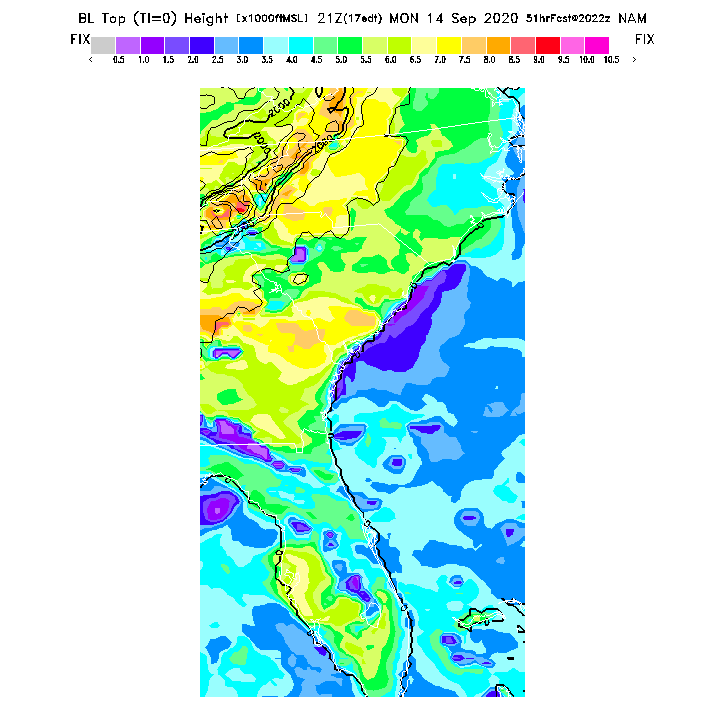 BL Top (TI=0) Height [x1000ftMSL] 21Z(17edt) MON 14 Sep 2020 51hrFcst@2022z NAM
FIX FIX
< 0.5 1.0 1.5 2.0 2.5 3.0 3.5 4.0 4.5 5.0 5.5 6.0 6.5 7.0 7.5 8.0 8.5 9.0 9.5 10.0 10.5 >
2000
2000